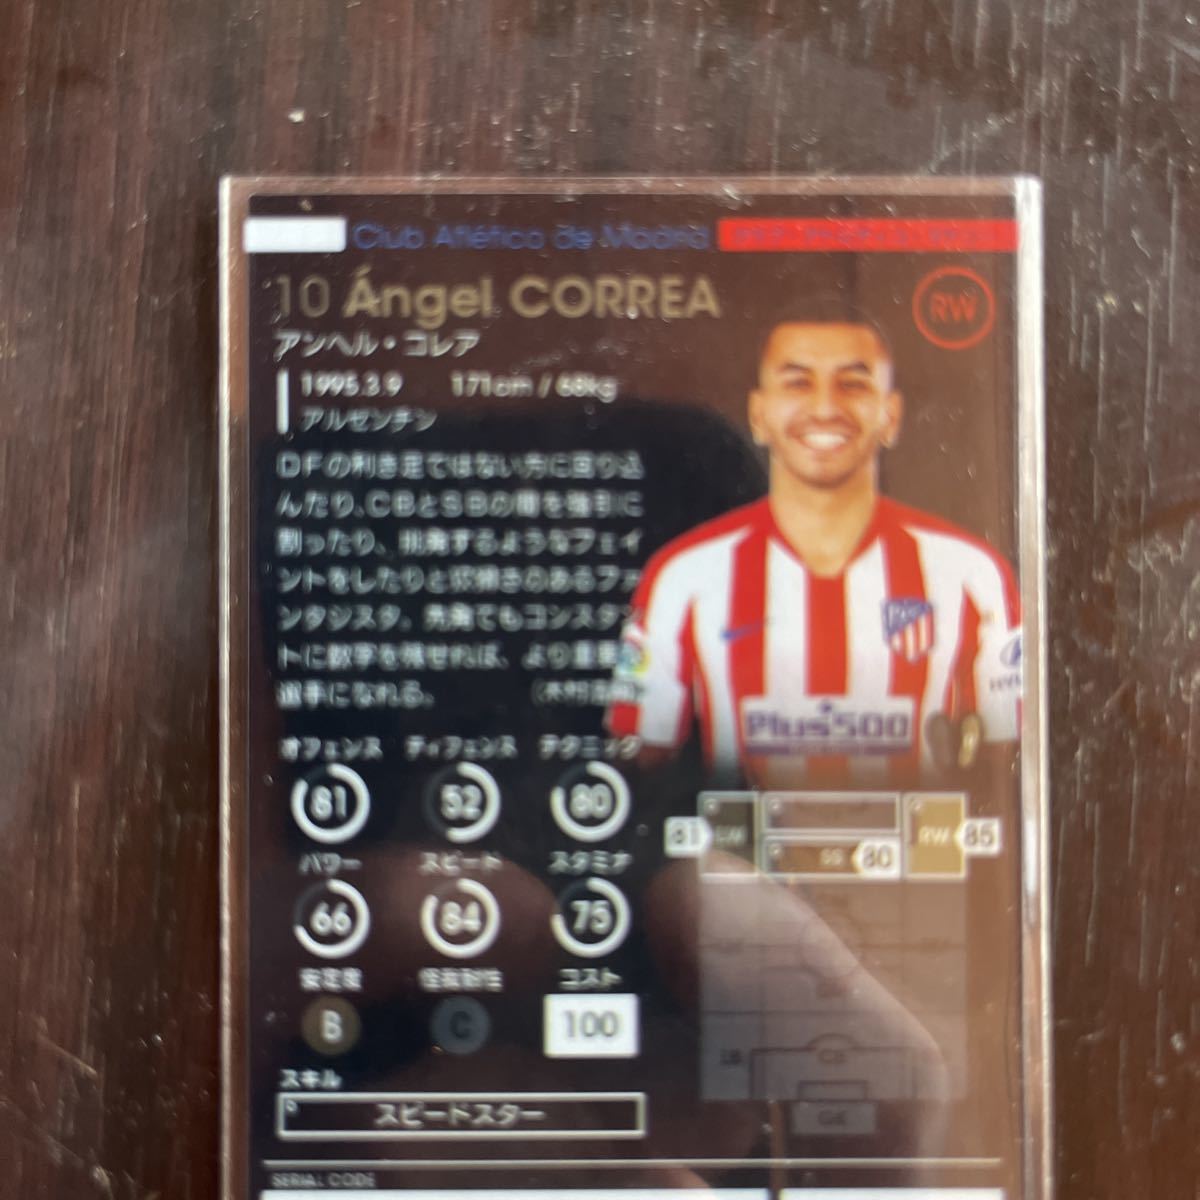 Club Atlético de Madrid
10 Ángel CORREA
RW
アンヘル・コレア
1995.3.9 171cm / 68kg
アルゼンチン
DFの利き足ではない方に回り込
んだり、CBとSBの間を強引に
割ったり、挑発するようなフェイ
ントをしたりと
のあるファ
ンタジスタ。先発でもコンスタン
トに数字を残せれば、より重要
選手になれる。
Plus500
オフェンス ディフェンス テクニック
81 52 80
パワー スピード スタミナ
66 84 75
安定度 怪我耐性 コスト
B C 100
81 RW 85
SS 80
LB CB
GK
スキル
スピードスター
SERIAL CODE